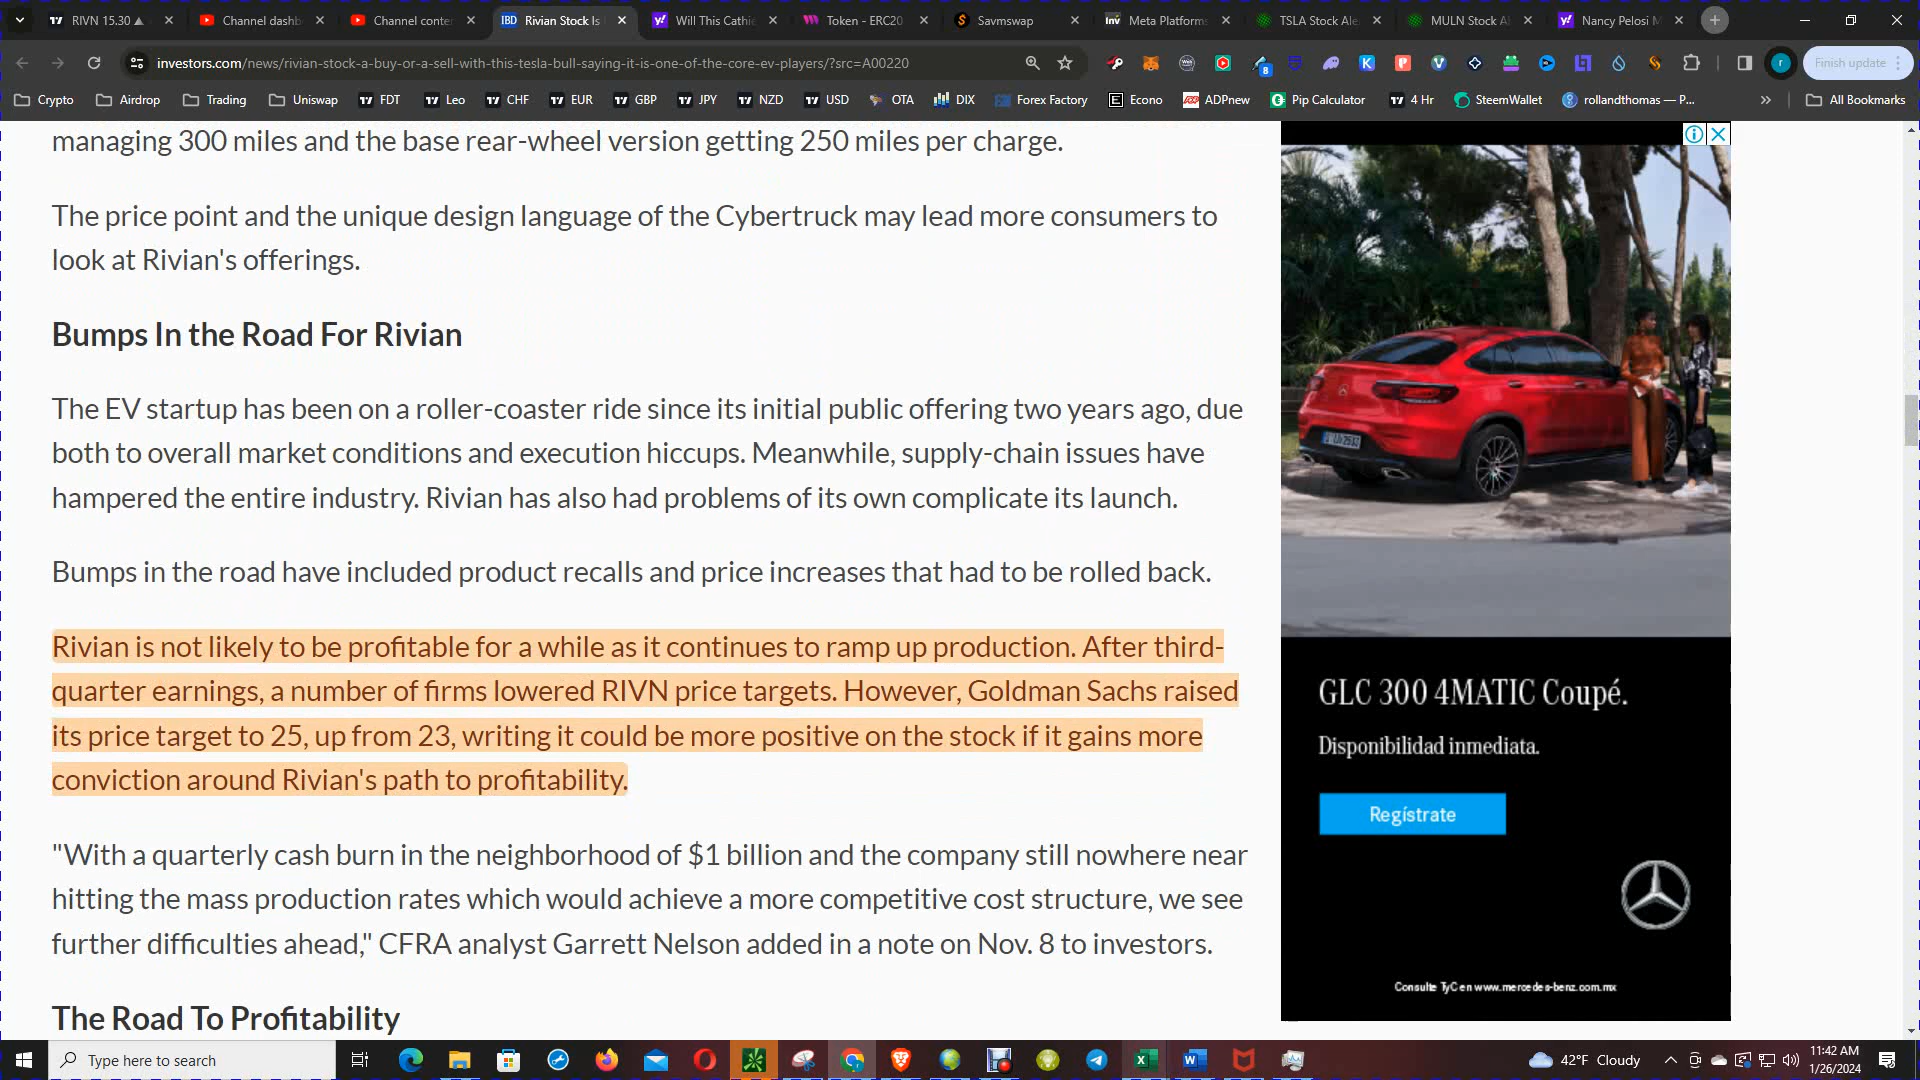 RIVN 15.30 ▲
Channel dashb
Channel conter
IBD Rivian Stock Is
Will This Cathie
Token - ERC20
Savmswap
Inv Meta Platforms
TSLA Stock Ale
MULN Stock Al
Nancy Pelosi M
investors.com/news/rivian-stock-a-buy-or-a-sell-with-this-tesla-bull-saying-it-is-one-of-the-core-ev-players/?src=A00220
8
r
Finish update
Crypto
Airdrop
Trading
Uniswap
FDT
Leo
CHF
EUR
GBP
JPY
NZD
USD
OTA
DIX
Forex Factory
Econo
ADPnew
Pip Calculator
4 Hr
SteemWallet
rollandthomas — P...
»
All Bookmarks
managing 300 miles and the base rear-wheel version getting 250 miles per charge.
The price point and the unique design language of the Cybertruck may lead more consumers to
look at Rivian's offerings.
Bumps In the Road For Rivian
The EV startup has been on a roller-coaster ride since its initial public offering two years ago, due
both to overall market conditions and execution hiccups. Meanwhile, supply-chain issues have
hampered the entire industry. Rivian has also had problems of its own complicate its launch.
Bumps in the road have included product recalls and price increases that had to be rolled back.
Rivian is not likely to be profitable for a while as it continues to ramp up production. After third-
quarter earnings, a number of firms lowered RIVN price targets. However, Goldman Sachs raised
its price target to 25, up from 23, writing it could be more positive on the stock if it gains more
conviction around Rivian's path to profitability.
"With a quarterly cash burn in the neighborhood of $1 billion and the company still nowhere near
hitting the mass production rates which would achieve a more competitive cost structure, we see
further difficulties ahead," CFRA analyst Garrett Nelson added in a note on Nov. 8 to investors.
The Road To Profitability
GLC 300 4MATIC Coupé.
Disponibilidad inmediata.
Regístrate
Consulte TyC en www.mercedes-benz.com.mx
Type here to search
42°F Cloudy
11:42 AM
1/26/2024